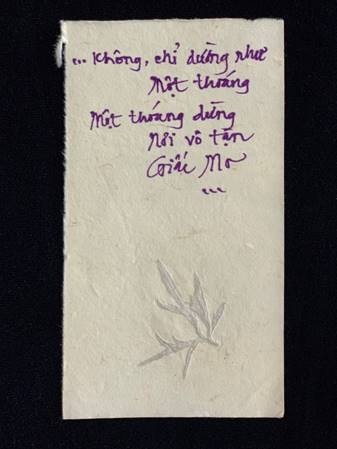 ... Không, chỉ dường như
Một thoáng
Một thoáng dừng
Nơi vô tận
Giấc Mơ
...